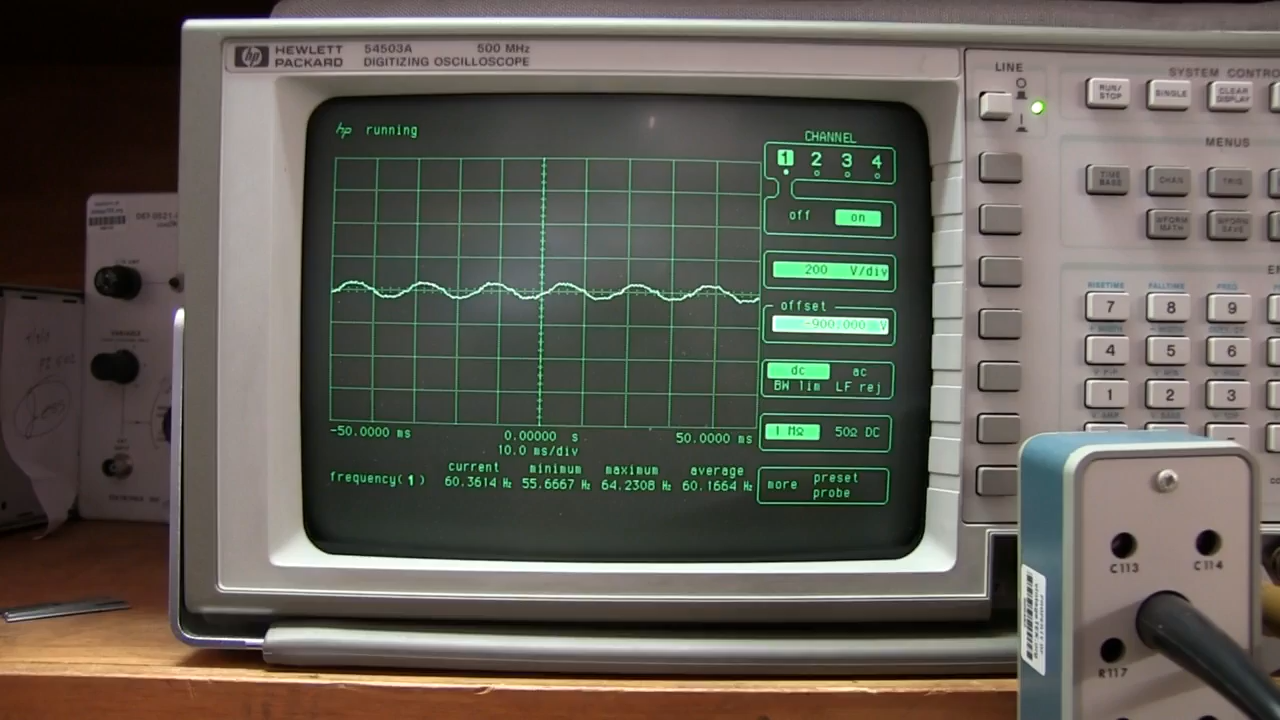 hp HEWLETT PACKARD
54503A 500 MHz
DIGITIZING OSCILLOSCOPE
LINE
SYSTEM CONTRO
RUN/STOP SINGLE CLEAR DISPLAY
MENUS
TIME BASE CHAN TRIG
WFORM MATH WFORM SAVE
RISETIME FALLTIME FREQ
7 8 9
4 5 6
1 2 3
hp running
CHANNEL
1 2 3 4
off on
200 V/div
offset
-900.000 V
dc ac
BW lim LF rej
1 MΩ 50Ω DC
more preset probe
-50.0000 ms 0.00000 s 50.0000 ms
10.0 ms/div
current minimum maximum average
frequency(1) 60.3614 Hz 55.6667 Hz 64.2308 Hz 60.1664 Hz
C113 C114
R117